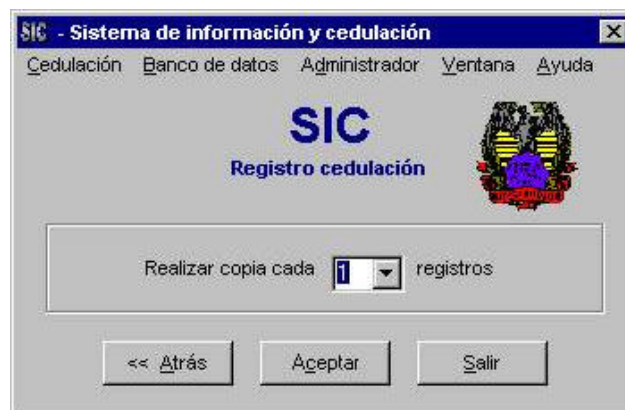 SIC - Sistema de información y cedulación
Cedulación Banco de datos Administrador Ventana Ayuda
SIC
Registro cedulación
Realizar copia cada 1 registros
<< Atrás Aceptar Salir